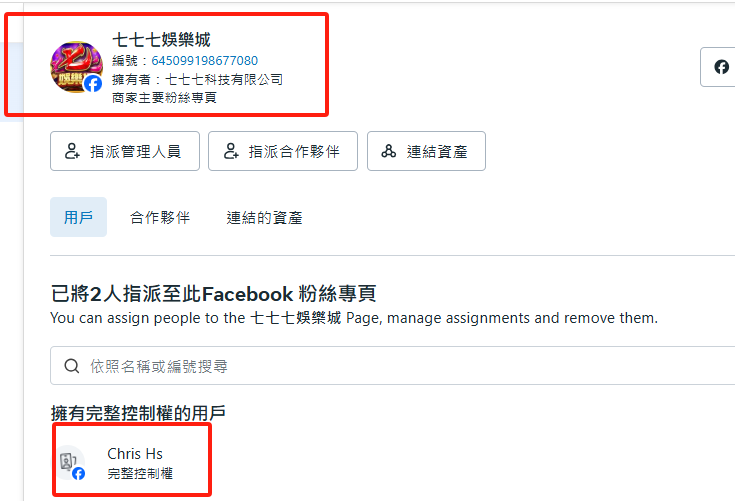 七七七娛樂城
編號：645099198677080
擁有者：七七七科技有限公司
商家主要粉絲專頁
指派管理人員
指派合作夥伴
連結資產
用戶
合作夥伴
連結的資產
已將2人指派至此Facebook 粉絲專頁
You can assign people to the 七七七娛樂城 Page, manage assignments and remove them.
依照名稱或編號搜尋
擁有完整控制權的用戶
Chris Hs
完整控制權